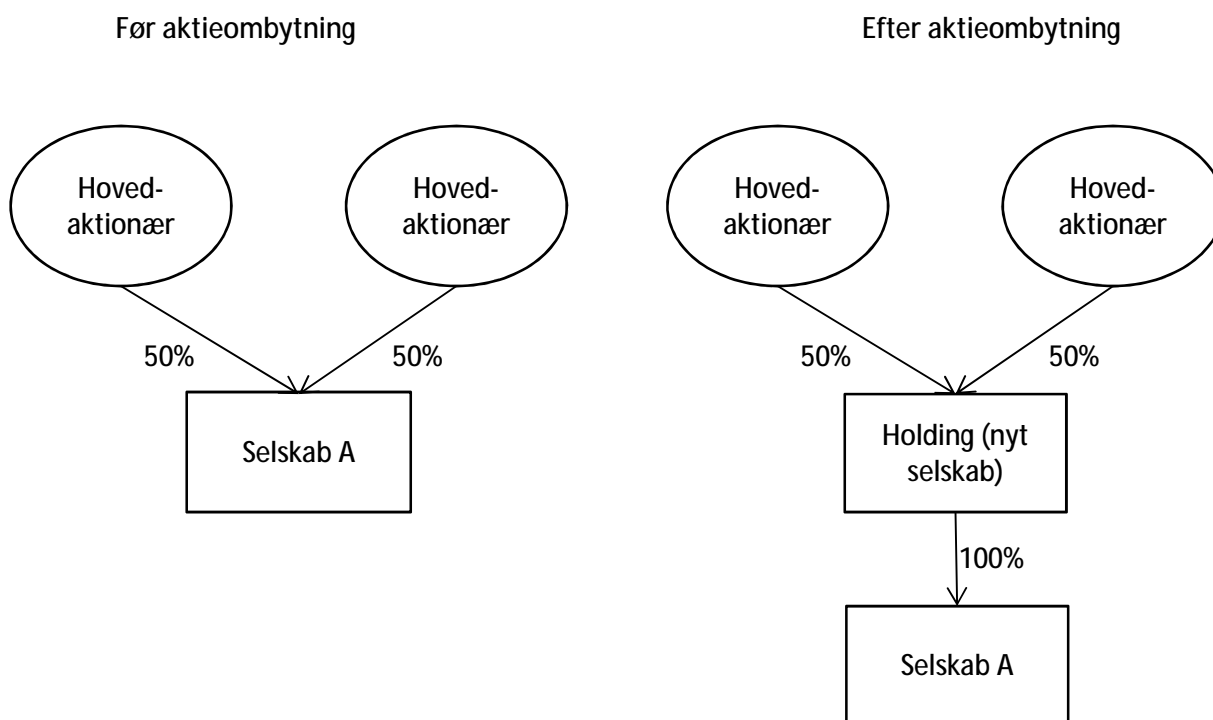 Før aktieombytning
Efter aktieombytning
Hoved-
aktionær
Hoved-
aktionær
Hoved-
aktionær
Hoved-
aktionær
50%
50%
50%
50%
Selskab A
Holding (nyt
selskab)
100%
Selskab A